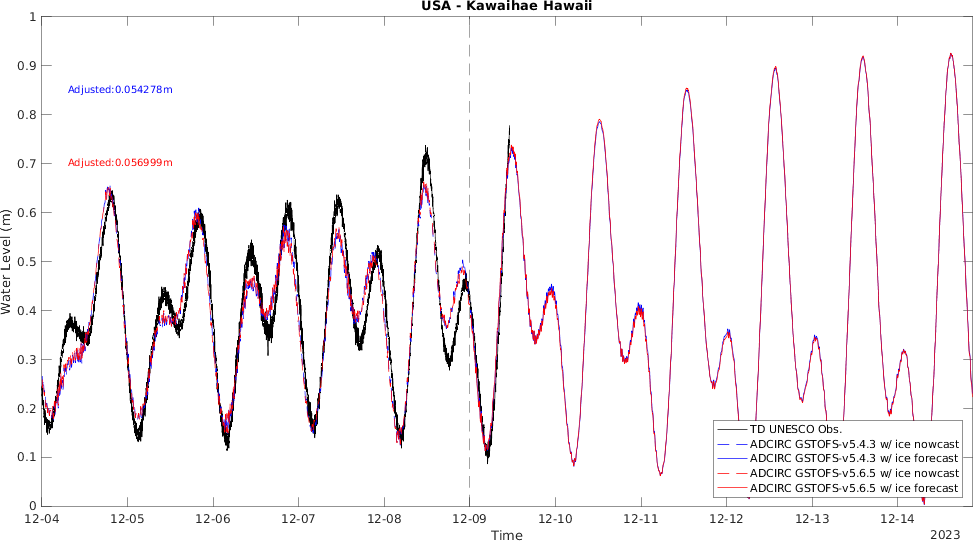 USA - Kawaihae Hawaii
1
0.9
0.8
0.7
0.6
0.5
0.4
0.3
0.2
0.1
0
Water Level (m)
Adjusted:0.054278m
Adjusted:0.056999m
TD UNESCO Obs.
ADCIRC GSTOFS-v5.4.3 w/ ice nowcast
ADCIRC GSTOFS-v5.4.3 w/ ice forecast
ADCIRC GSTOFS-v5.6.5 w/ ice nowcast
ADCIRC GSTOFS-v5.6.5 w/ ice forecast
12-04 12-05 12-06 12-07 12-08 12-09 12-10 12-11 12-12 12-13 12-14
Time
2023